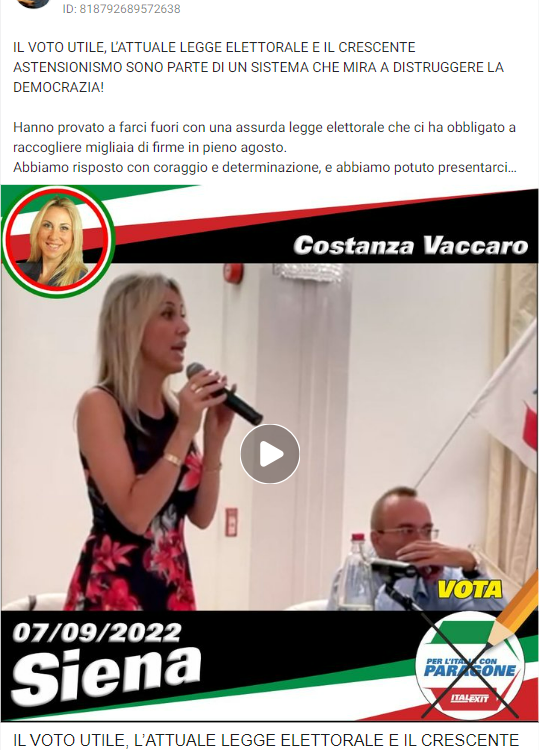 ID: 818792689572638
IL VOTO UTILE, L'ATTUALE LEGGE ELETTORALE E IL CRESCENTE
ASTENSIONISMO SONO PARTE DI UN SISTEMA CHE MIRA A DISTRUGGERE LA
DEMOCRAZIA!
Hanno provato a farci fuori con una assurda legge elettorale che ci ha obbligato a
raccogliere migliaia di firme in pieno agosto.
Abbiamo risposto con coraggio e determinazione, e abbiamo potuto presentarci...
Costanza Vaccaro
VOTA
07/09/2022
Siena
PER L'ITALIA CON
PARAGONE
ITALEXIT
IL VOTO UTILE, L'ATTUALE LEGGE ELETTORALE E IL CRESCENTE